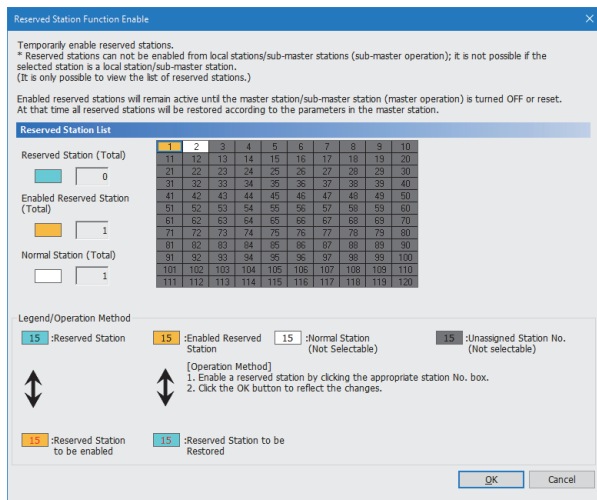 Reserved Station Function Enable
Temporarily enable reserved stations.
* Reserved stations can not be enabled from local stations/sub-master stations (sub-master operation); it is not possible if the
selected station is a local station/sub-master station.
(It is only possible to view the list of reserved stations.)
Enabled reserved stations will remain active until the master station/sub-master station (master operation) is turned OFF or reset.
At that time all reserved stations will be restored according to the parameters in the master station.
Reserved Station List
Reserved Station (Total)
0
Enabled Reserved Station
(Total)
1
Normal Station (Total)
1
1 2 3 4 5 6 7 8 9 10
11 12 13 14 15 16 17 18 19 20
21 22 23 24 25 26 27 28 29 30
31 32 33 34 35 36 37 38 39 40
41 42 43 44 45 46 47 48 49 50
51 52 53 54 55 56 57 58 59 60
61 62 63 64 65 66 67 68 69 70
71 72 73 74 75 76 77 78 79 80
81 82 83 84 85 86 87 88 89 90
91 92 93 94 95 96 97 98 99 100
101 102 103 104 105 106 107 108 109 110
111 112 113 114 115 116 117 118 119 120
Legend/Operation Method
15 :Reserved Station
15 :Enabled Reserved
Station
15 :Normal Station
(Not Selectable)
15 :Unassigned Station No.
(Not selectable)
[Operation Method]
1. Enable a reserved station by clicking the appropriate station No. box.
2. Click the OK button to reflect the changes.
15 :Reserved Station
to be enabled
15 :Reserved Station to be
Restored
OK
Cancel